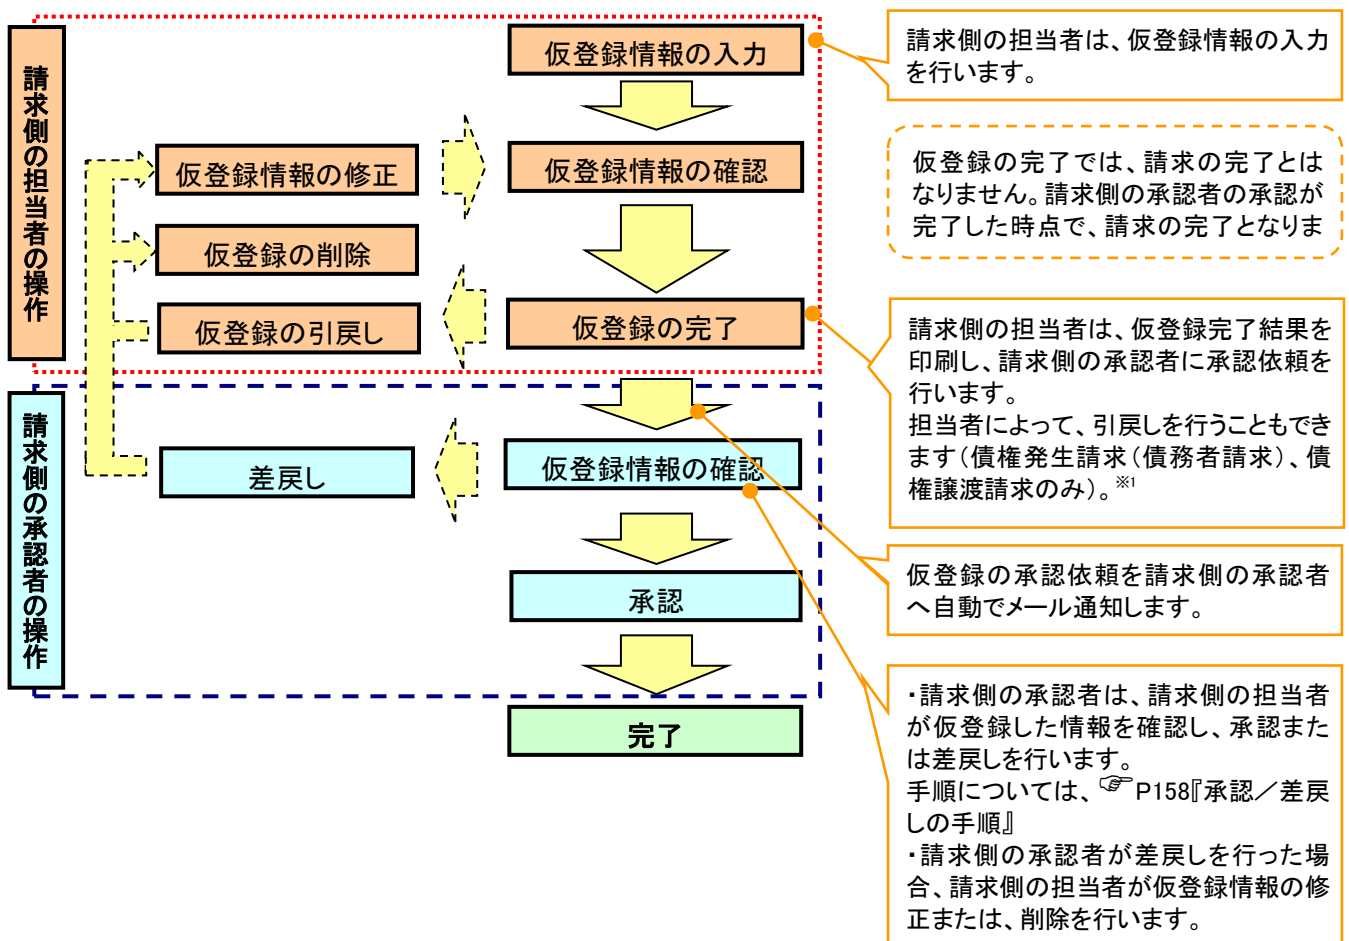 請求側の担当者の操作
仮登録情報の入力
仮登録情報の修正
仮登録情報の確認
仮登録の削除
仮登録の引戻し
仮登録の完了
請求側の承認者の操作
差戻し
仮登録情報の確認
承認
完了
請求側の担当者は、仮登録情報の入力
を行います。
仮登録の完了では、請求の完了とは
なりません。請求側の承認者の承認が
完了した時点で、請求の完了となりま
請求側の担当者は、仮登録完了結果を
印刷し、請求側の承認者に承認依頼を
行います。
担当者によって、引戻しを行うこともでき
ます(債権発生請求(債務者請求)、債
権譲渡請求のみ)。※1
仮登録の承認依頼を請求側の承認者
へ自動でメール通知します。
・請求側の承認者は、請求側の担当者
が仮登録した情報を確認し、承認また
は差戻しを行います。
手順については、☞P158『承認／差戻
しの手順』
・請求側の承認者が差戻しを行った場
合、請求側の担当者が仮登録情報の修
正または、削除を行います。